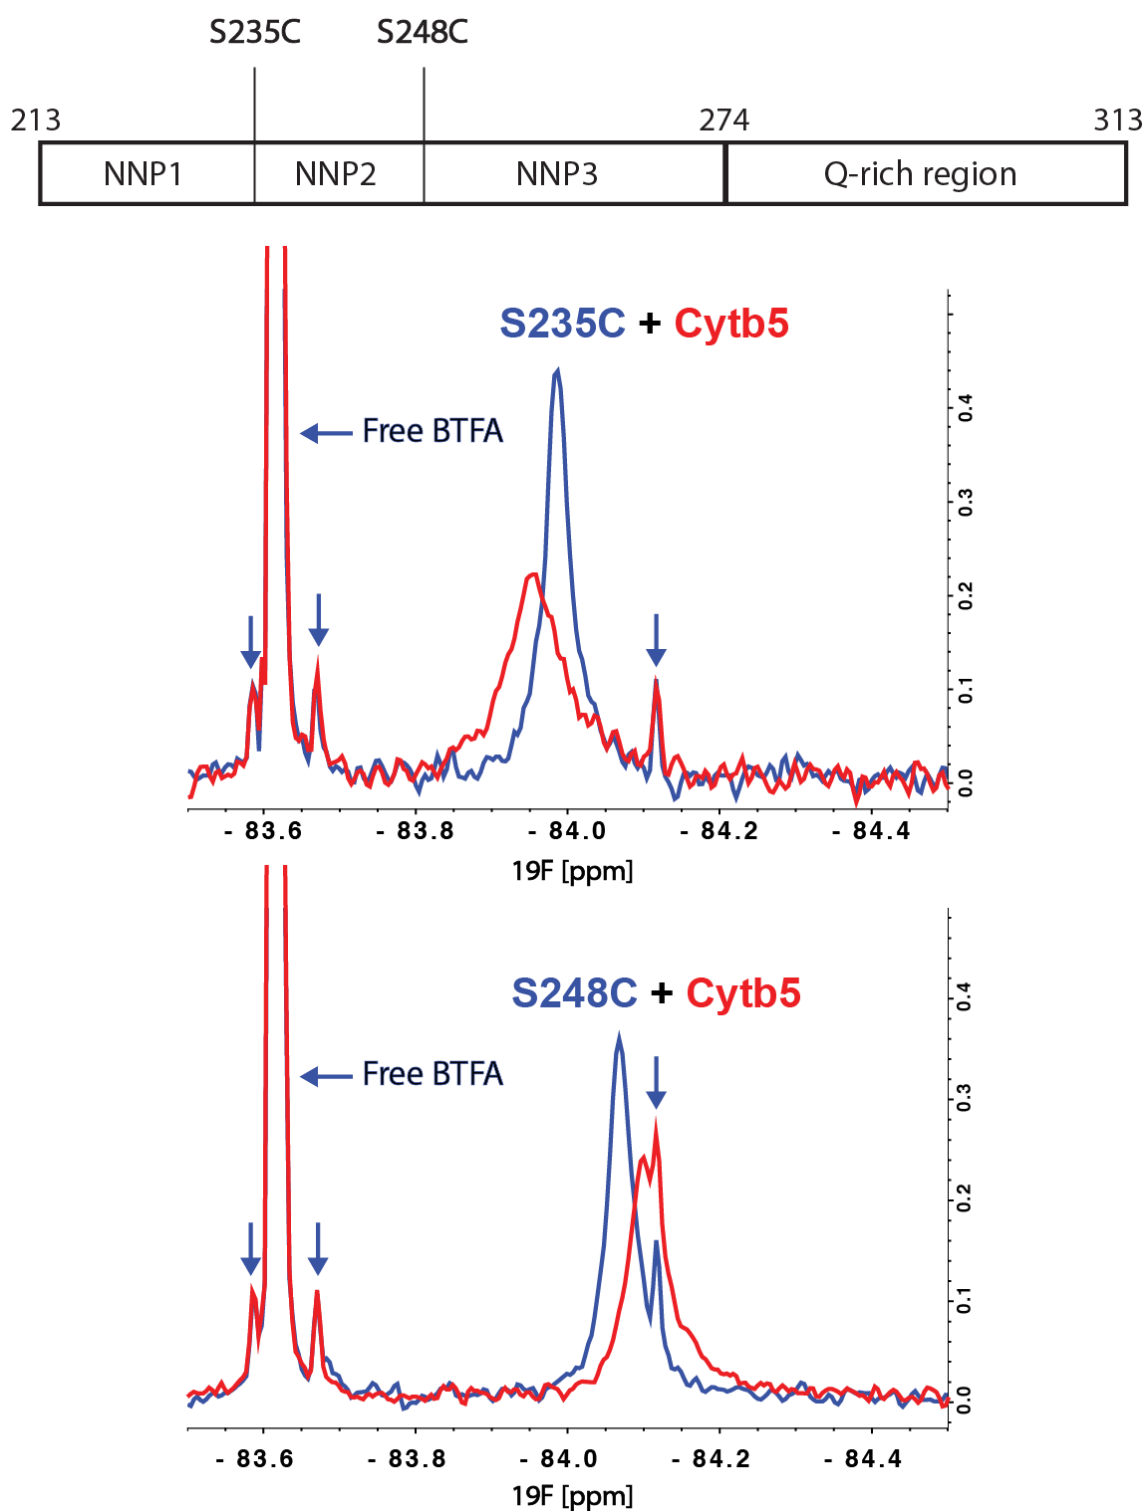 S235C S248C
213 274 313
NNP1 NNP2 NNP3 Q-rich region
S235C + Cytb5
Free BTFA
0.4
0.3
0.2
0.1
0.0
- 83.6 - 83.8 - 84.0 - 84.2 - 84.4
19F [ppm]
S248C + Cytb5
Free BTFA
0.4
0.3
0.2
0.1
0.0
- 83.6 - 83.8 - 84.0 - 84.2 - 84.4
19F [ppm]